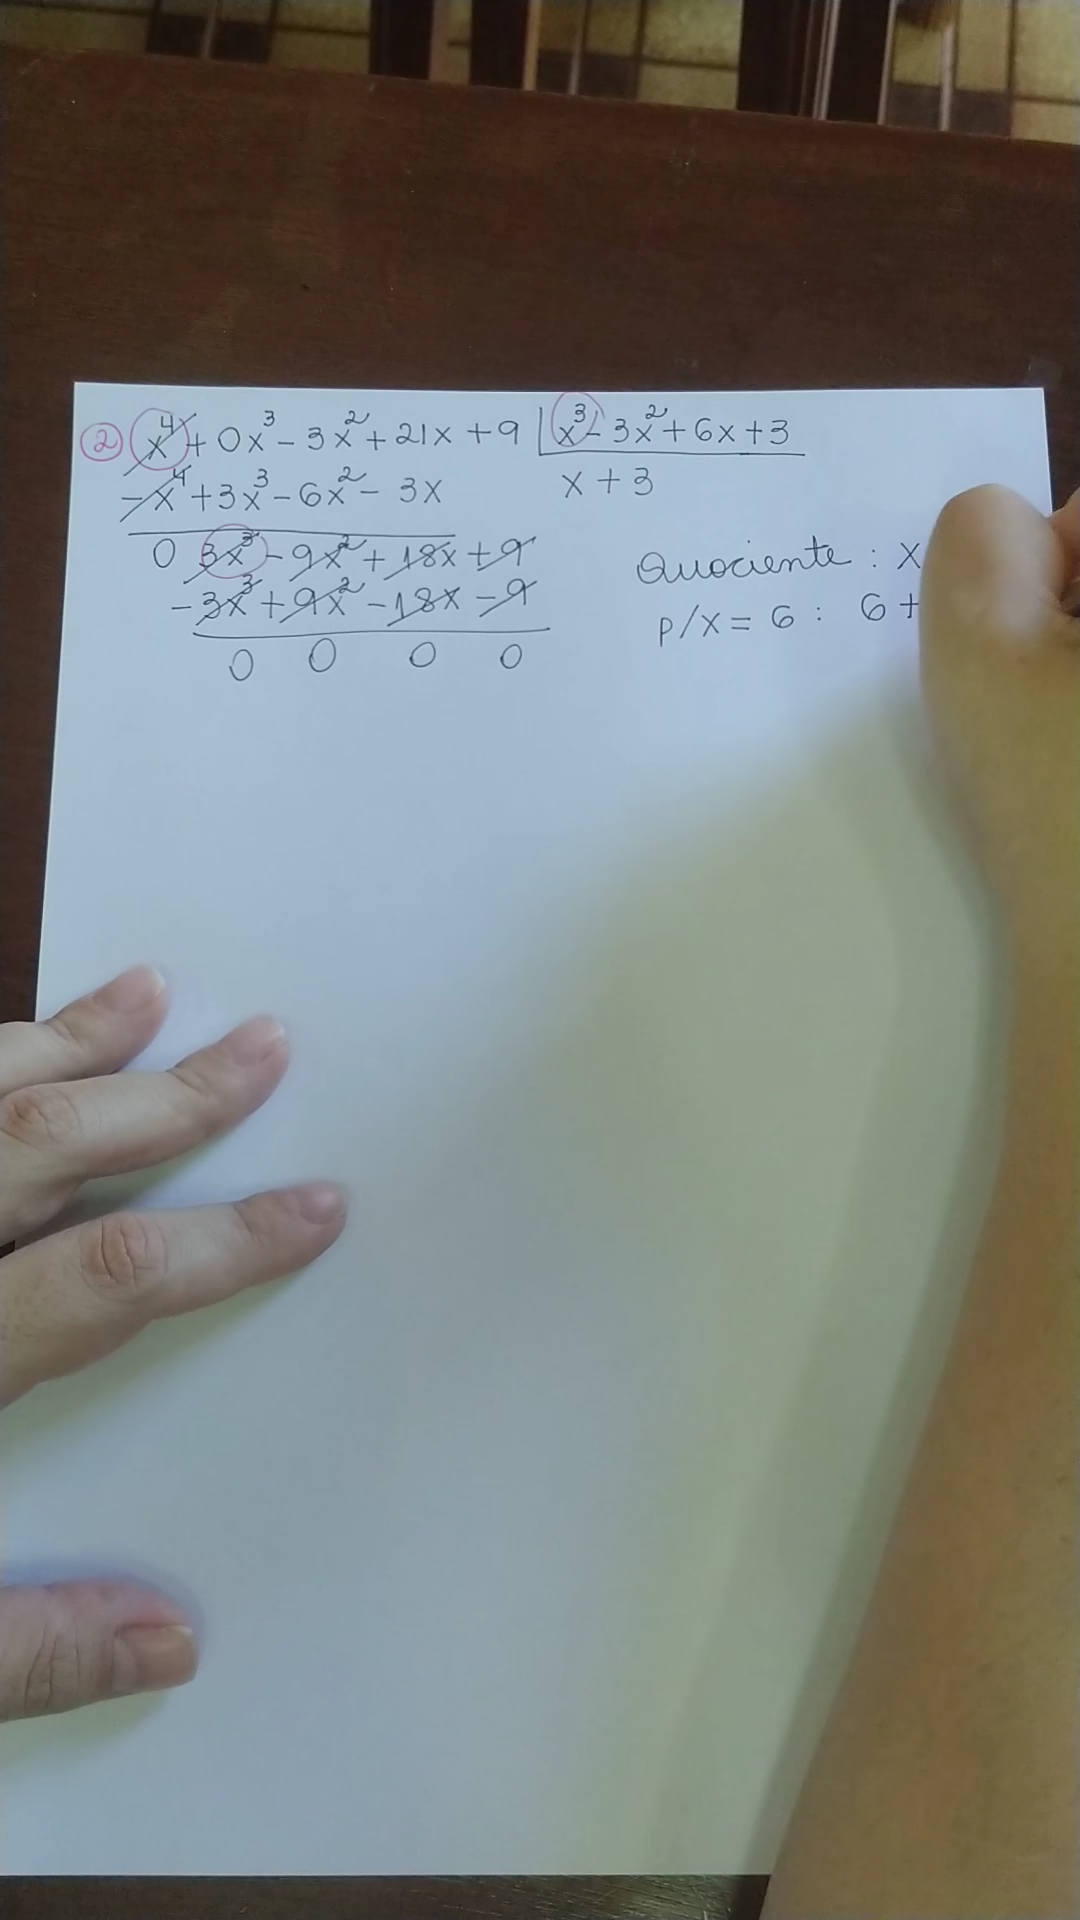 2 x⁴ + 0x³ - 3x² + 21x + 9 | x³ - 3x² + 6x + 3
-x⁴ + 3x³ - 6x² - 3x x + 3
0 3x³ - 9x² + 18x + 9
Quociente : x
-3x³ + 9x² - 18x - 9
p/x = 6 : 6 +
0 0 0 0